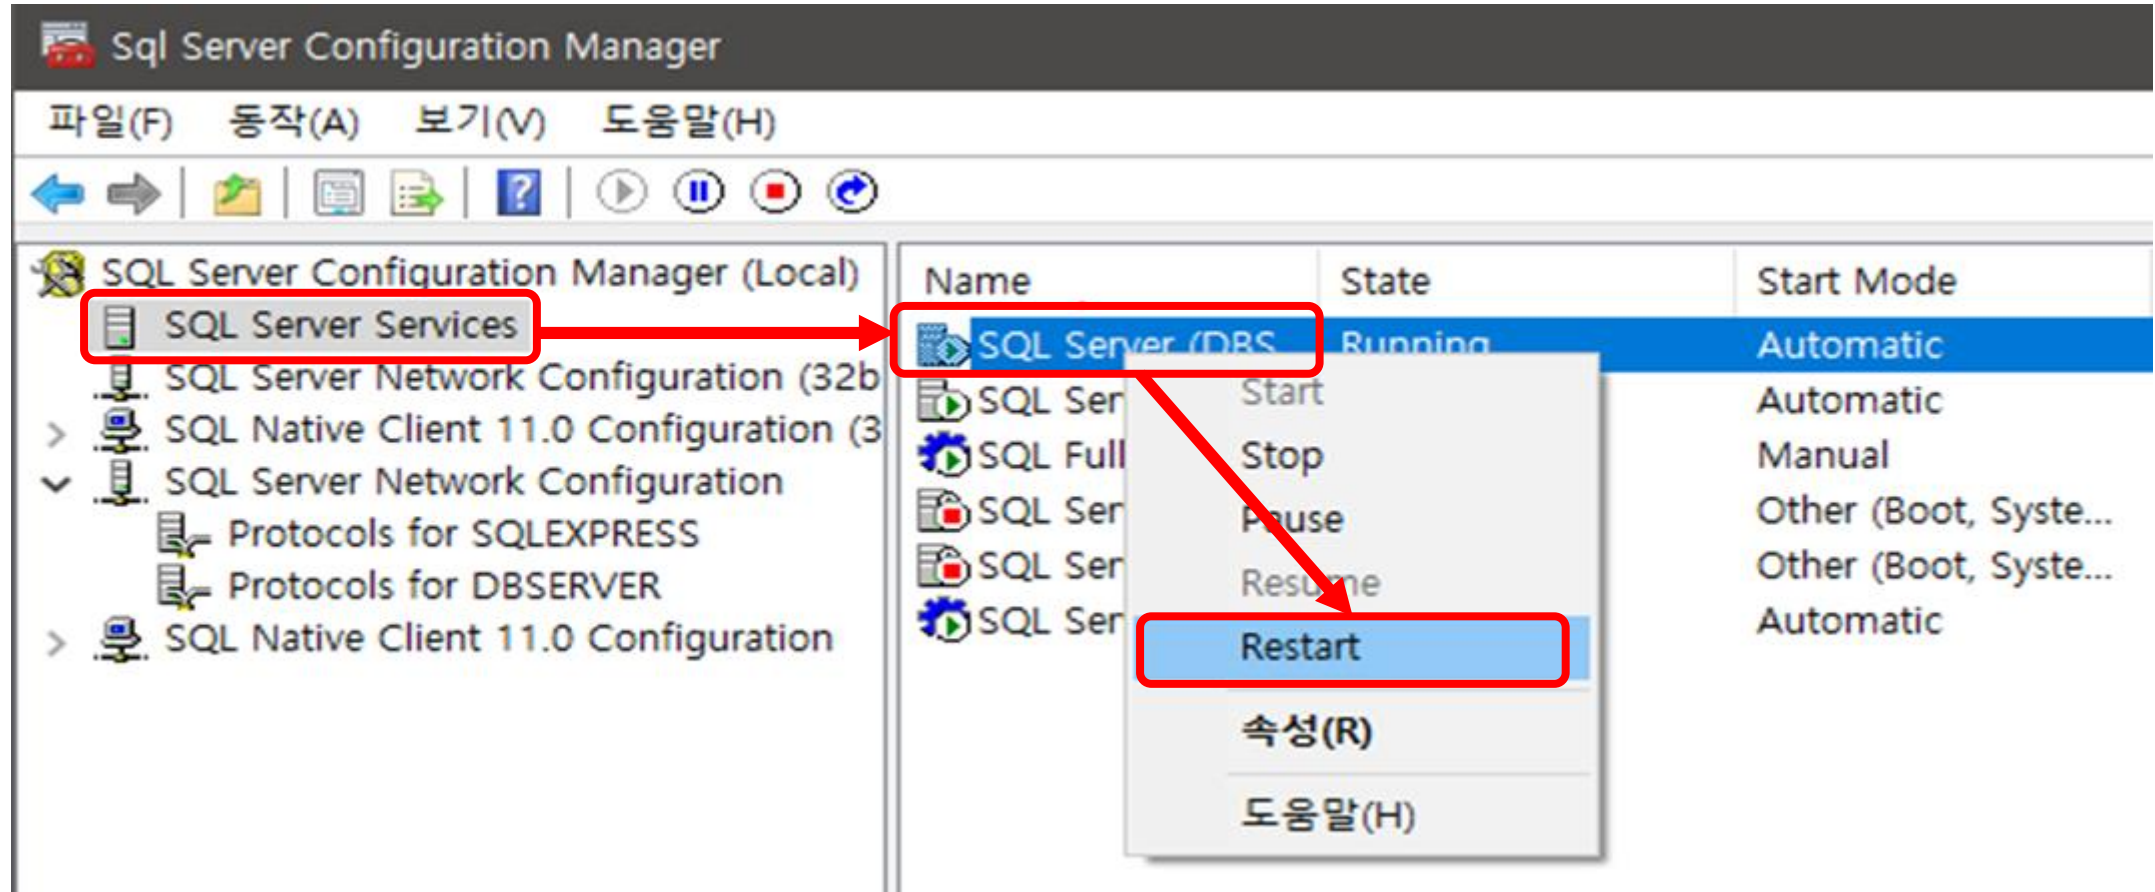 Sql Server Configuration Manager
파일(F) 동작(A) 보기(V) 도움말(H)
SQL Server Configuration Manager (Local)
SQL Server Services
SQL Server Network Configuration (32b
SQL Native Client 11.0 Configuration (3
SQL Server Network Configuration
Protocols for SQLEXPRESS
Protocols for DBSERVER
SQL Native Client 11.0 Configuration
Name State Start Mode
SQL Server (DBS Running Automatic
SQL Ser Automatic
SQL Full Manual
SQL Ser Other (Boot, Syste...
SQL Ser Other (Boot, Syste...
SQL Ser Automatic
Start
Stop
Pause
Resume
Restart
속성(R)
도움말(H)